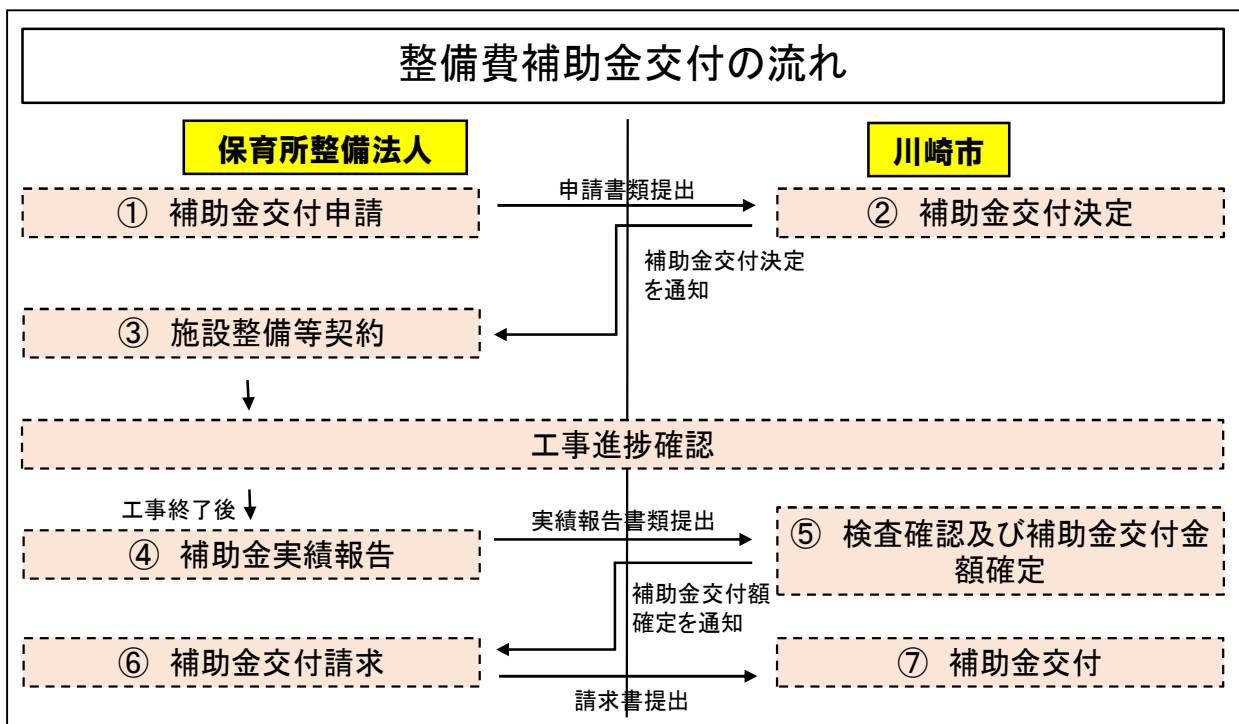 整備費補助金交付の流れ
保育所整備法人
川崎市
① 補助金交付申請
申請書類提出
② 補助金交付決定
補助金交付決定
を通知
③ 施設整備等契約
工事進捗確認
工事終了後
④ 補助金実績報告
実績報告書類提出
⑤ 検査確認及び補助金交付金
額確定
補助金交付額
確定を通知
⑥ 補助金交付請求
請求書提出
⑦ 補助金交付